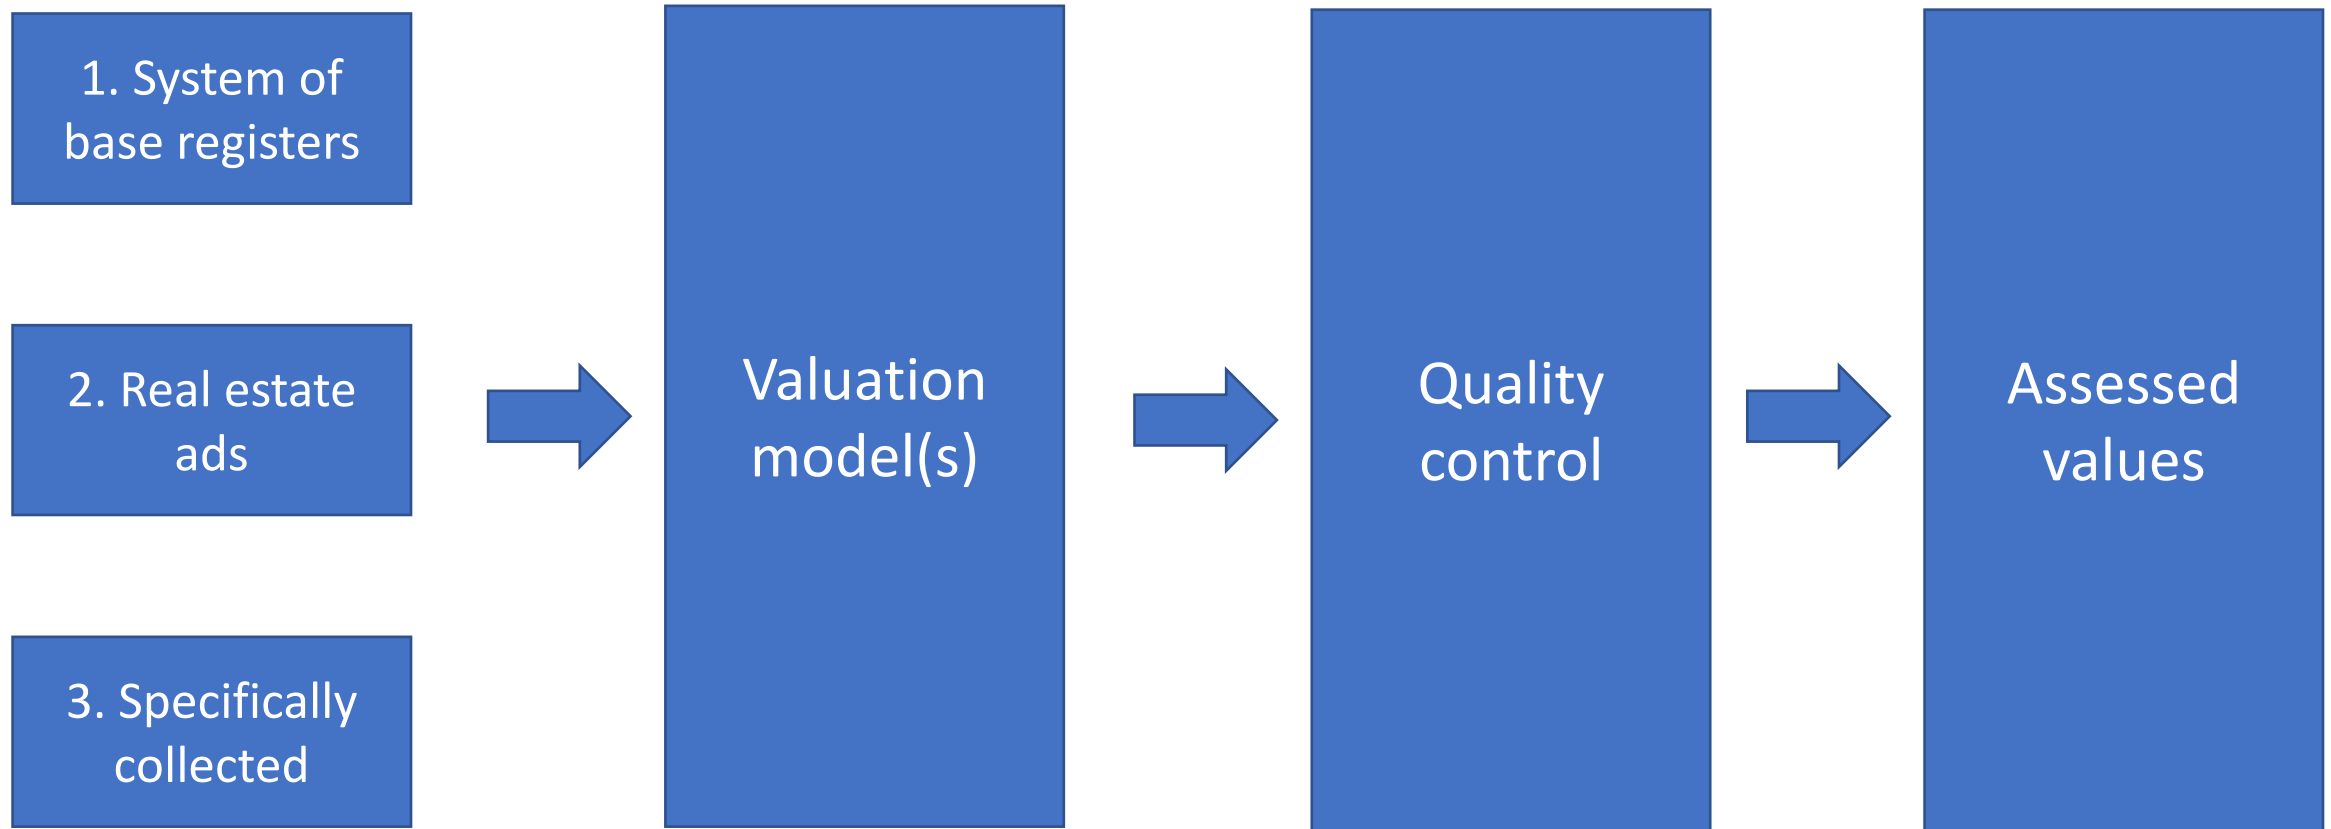 1. System of
base registers
2. Real estate
ads
3. Specifically
collected
Valuation
model(s)
Quality
control
Assessed
values